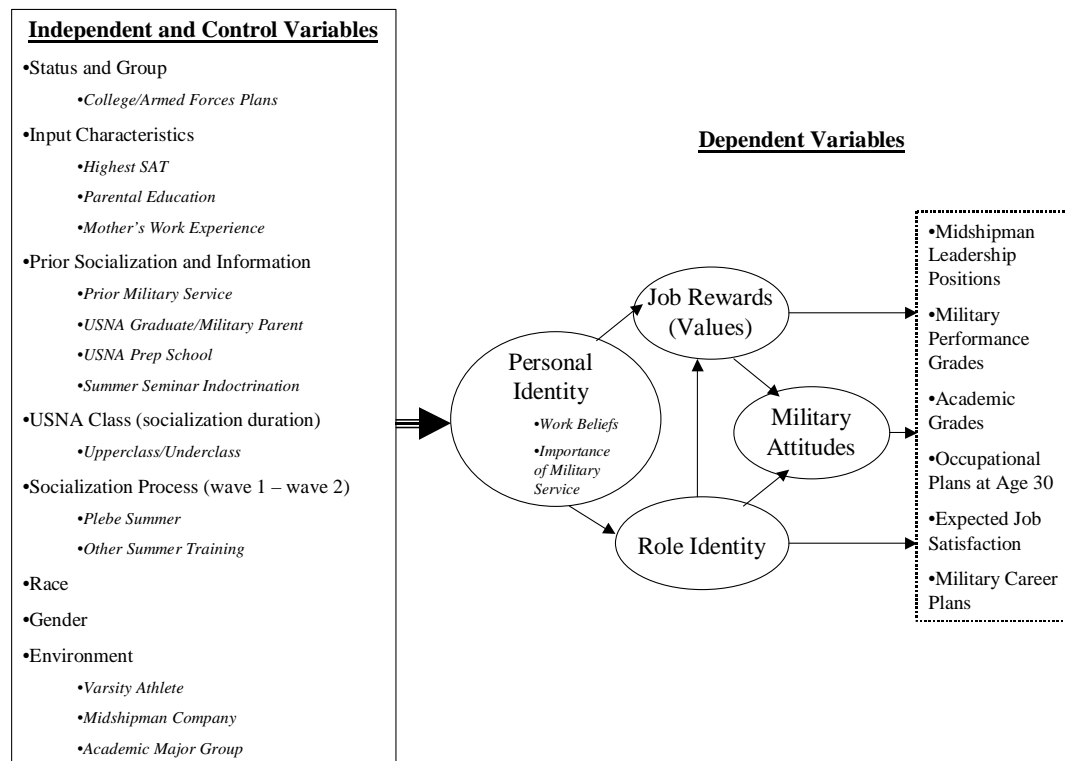 Independent and Control Variables
•Status and Group
•College/Armed Forces Plans
•Input Characteristics
•Highest SAT
•Parental Education
•Mother's Work Experience
•Prior Socialization and Information
•Prior Military Service
•USNA Graduate/Military Parent
•USNA Prep School
•Summer Seminar Indoctrination
•USNA Class (socialization duration)
•Upperclass/Underclass
•Socialization Process (wave 1 – wave 2)
•Plebe Summer
•Other Summer Training
•Race
•Gender
•Environment
•Varsity Athlete
•Midshipman Company
•Academic Major Group
Personal
Identity
•Work Beliefs
•Importance
of Military
Service
Job Rewards
(Values)
Military
Attitudes
Role Identity
Dependent Variables
•Midshipman
Leadership
Positions
•Military
Performance
Grades
•Academic
Grades
•Occupational
Plans at Age 30
•Expected Job
Satisfaction
•Military Career
Plans